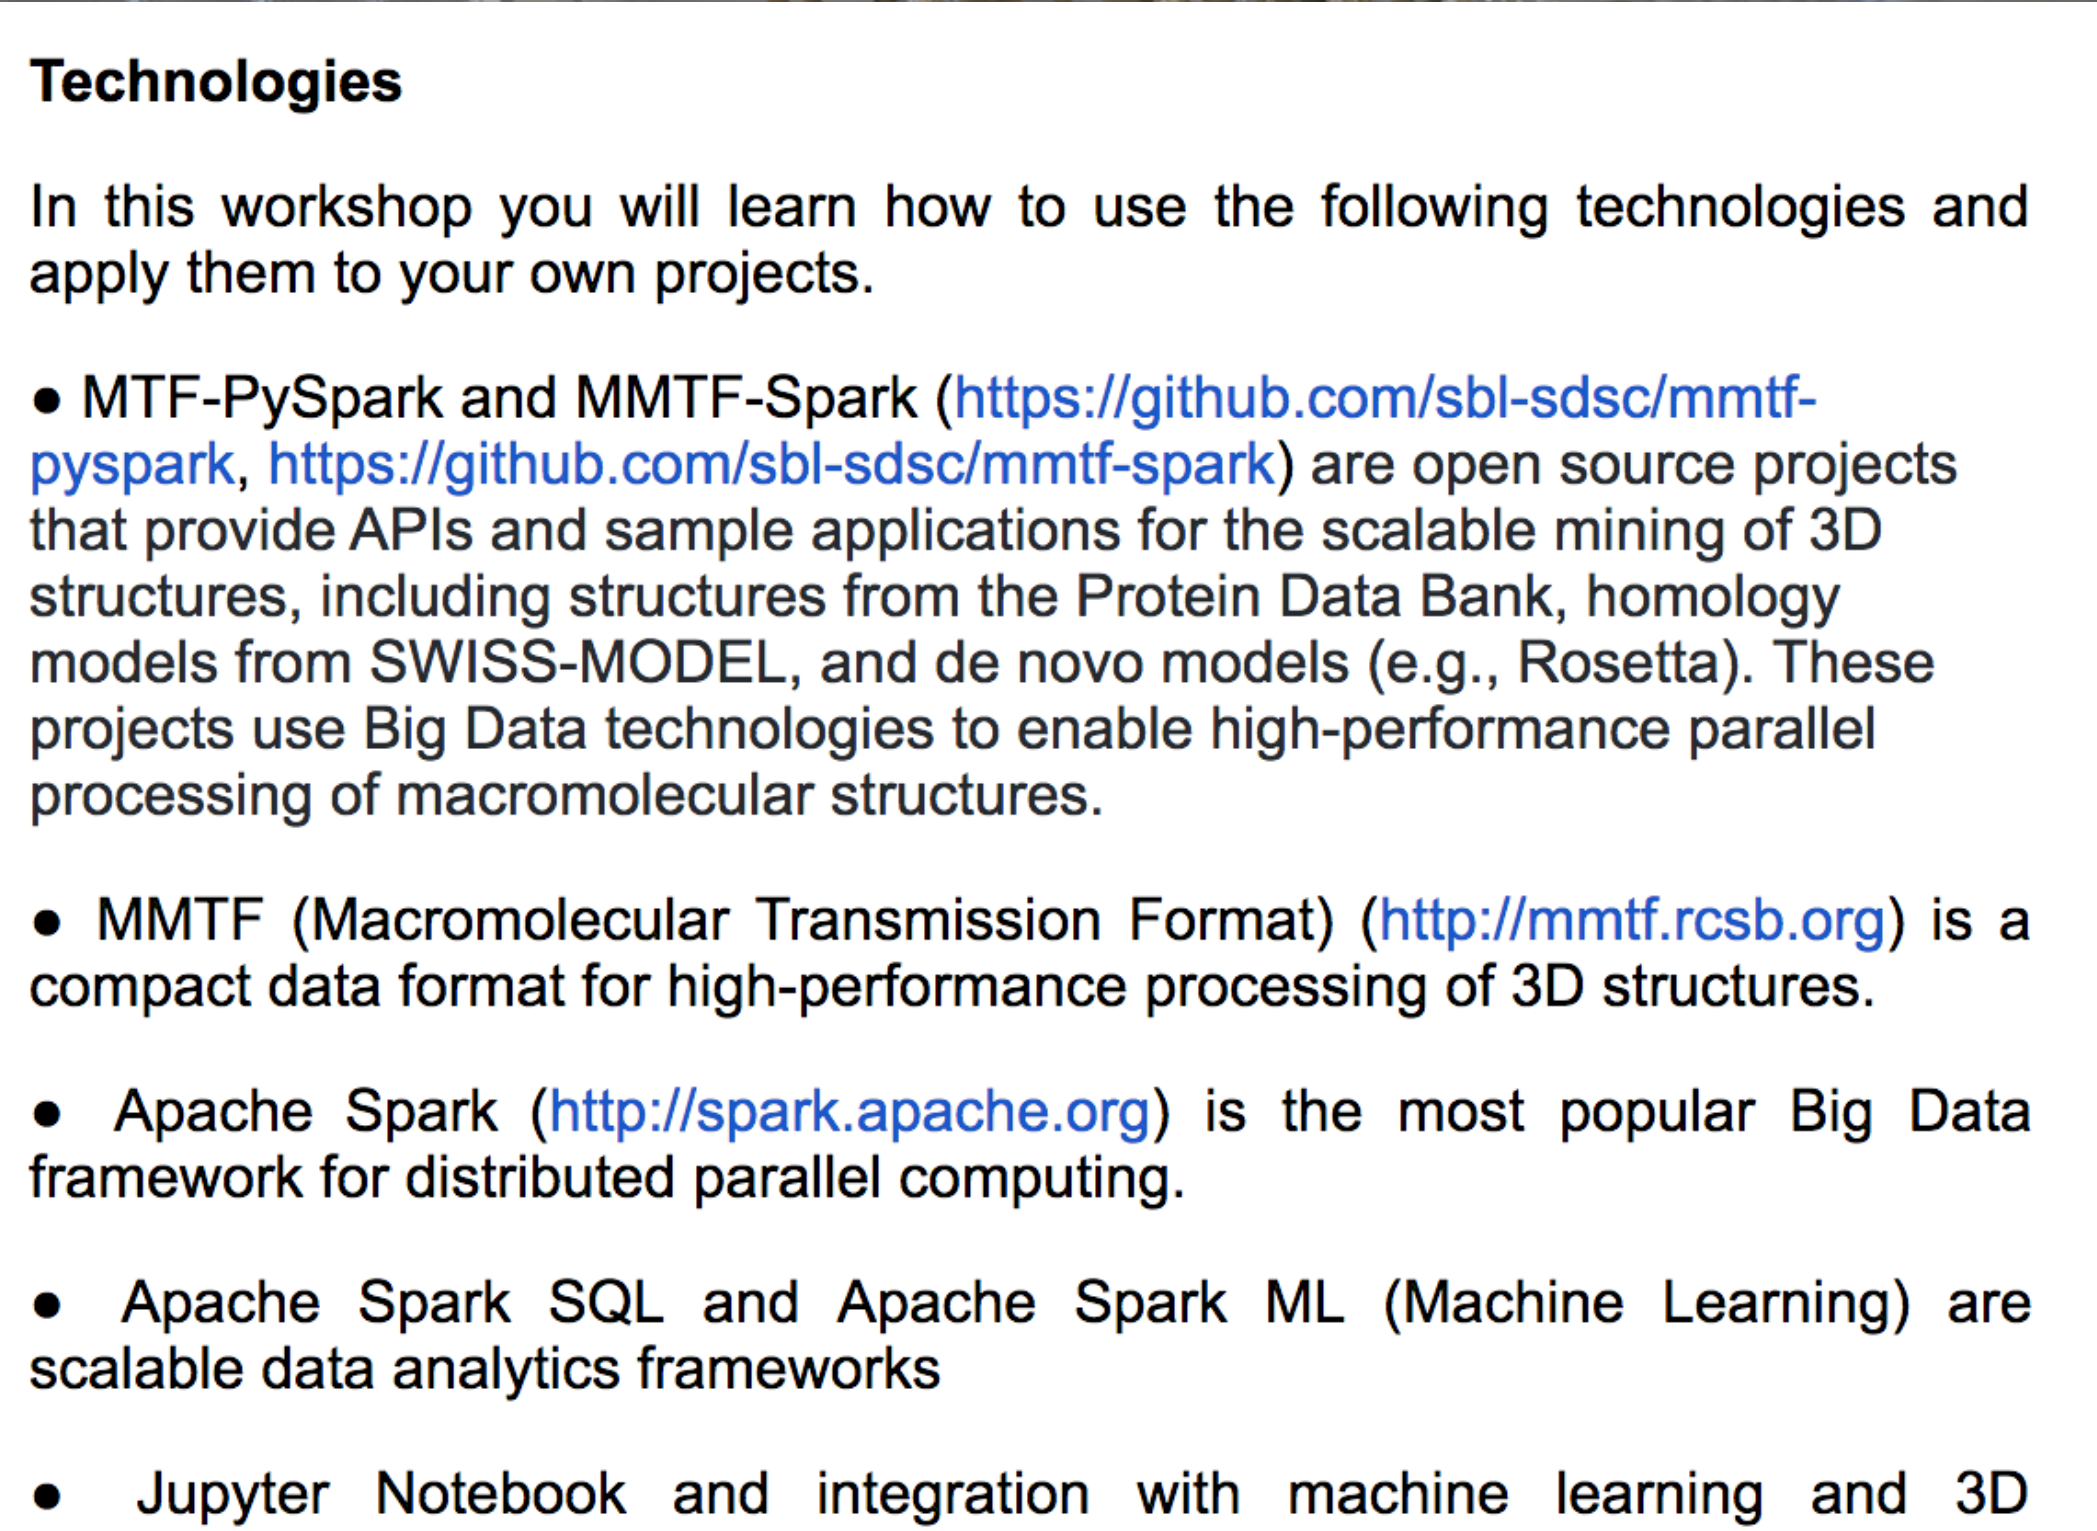 Technologies
In this workshop you will learn how to use the following technologies and
apply them to your own projects.
● MTF-PySpark and MMTF-Spark (https://github.com/sbl-sdsc/mmtf-
pyspark, https://github.com/sbl-sdsc/mmtf-spark) are open source projects
that provide APIs and sample applications for the scalable mining of 3D
structures, including structures from the Protein Data Bank, homology
models from SWISS-MODEL, and de novo models (e.g., Rosetta). These
projects use Big Data technologies to enable high-performance parallel
processing of macromolecular structures.
● MMTF (Macromolecular Transmission Format) (http://mmtf.rcsb.org) is a
compact data format for high-performance processing of 3D structures.
● Apache Spark (http://spark.apache.org) is the most popular Big Data
framework for distributed parallel computing.
● Apache Spark SQL and Apache Spark ML (Machine Learning) are
scalable data analytics frameworks
● Jupyter Notebook and integration with machine learning and 3D